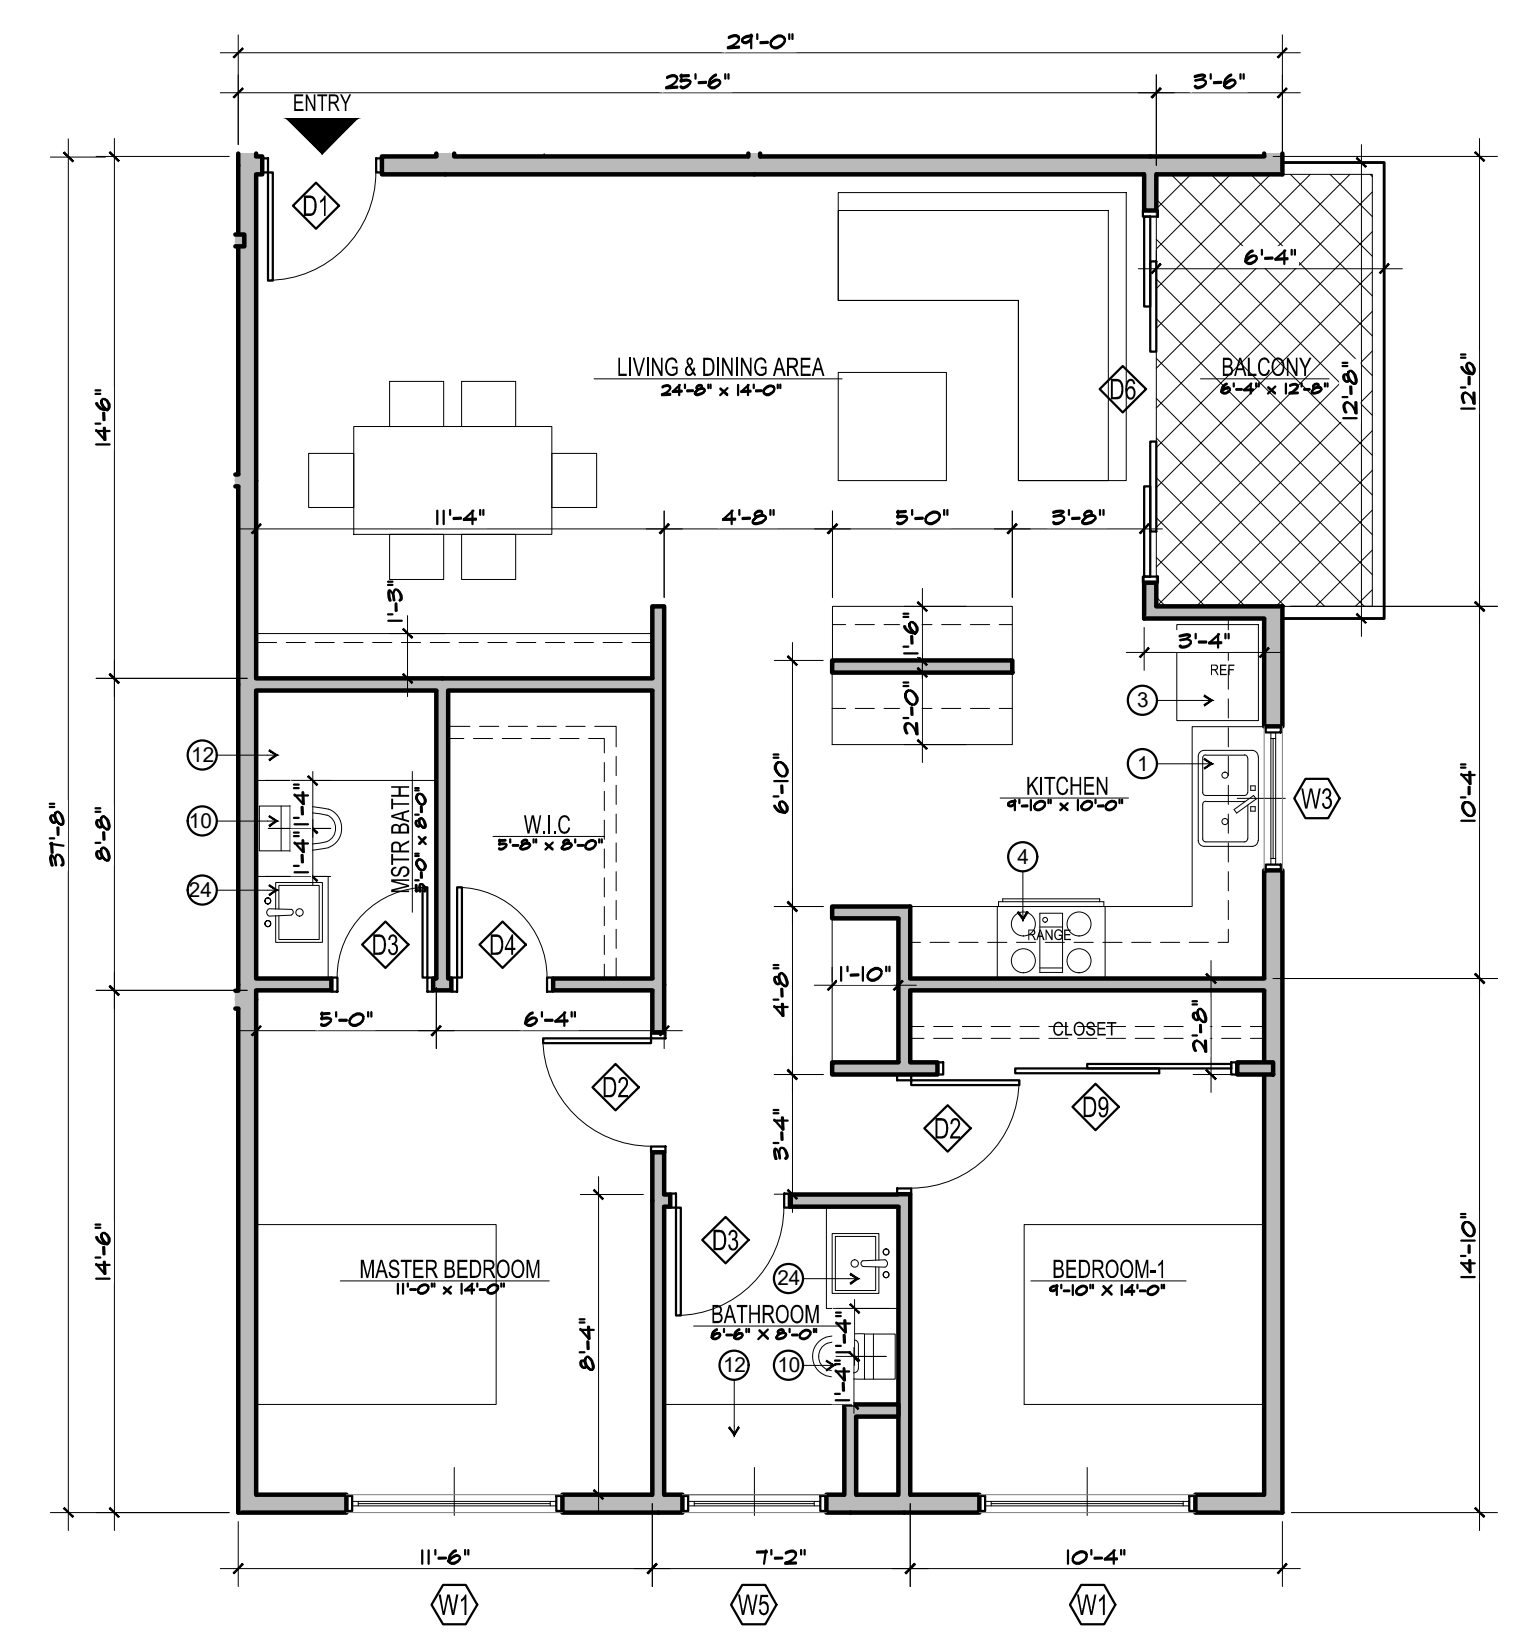 29'-0"
25'-6"
3'-6"
ENTRY
D1
6'-4"
LIVING & DINING AREA
24'-8" x 14'-0"
BALCONY
6'-4" x 12'-8"
12'-8"
D6
12'-6"
14'-6"
11'-4"
4'-8"
5'-0"
3'-8"
1'-3"
1'-6"
3'-4"
REF
3
2'-0"
12
1
KITCHEN
9'-10" x 10'-0"
6'-10"
W3
10'-4"
37'-8"
8'-8"
10
1'-4"
1'-4"
MSTR BATH
5'-0" x 8'-0"
W.I.C
5'-8" x 8'-0"
4
24
RANGE
D3
D4
1'-10"
4'-8"
5'-0"
6'-4"
CLOSET
2'-8"
D2
D9
D2
3'-4"
D3
14'-6"
MASTER BEDROOM
11'-0" x 14'-0"
24
BEDROOM-1
9'-10" X 14'-0"
14'-10"
BATHROOM
6'-6" X 8'-0"
1'-4"
8'-4"
12
10
1'-4"
11'-6"
7'-2"
10'-4"
W1
W5
W1